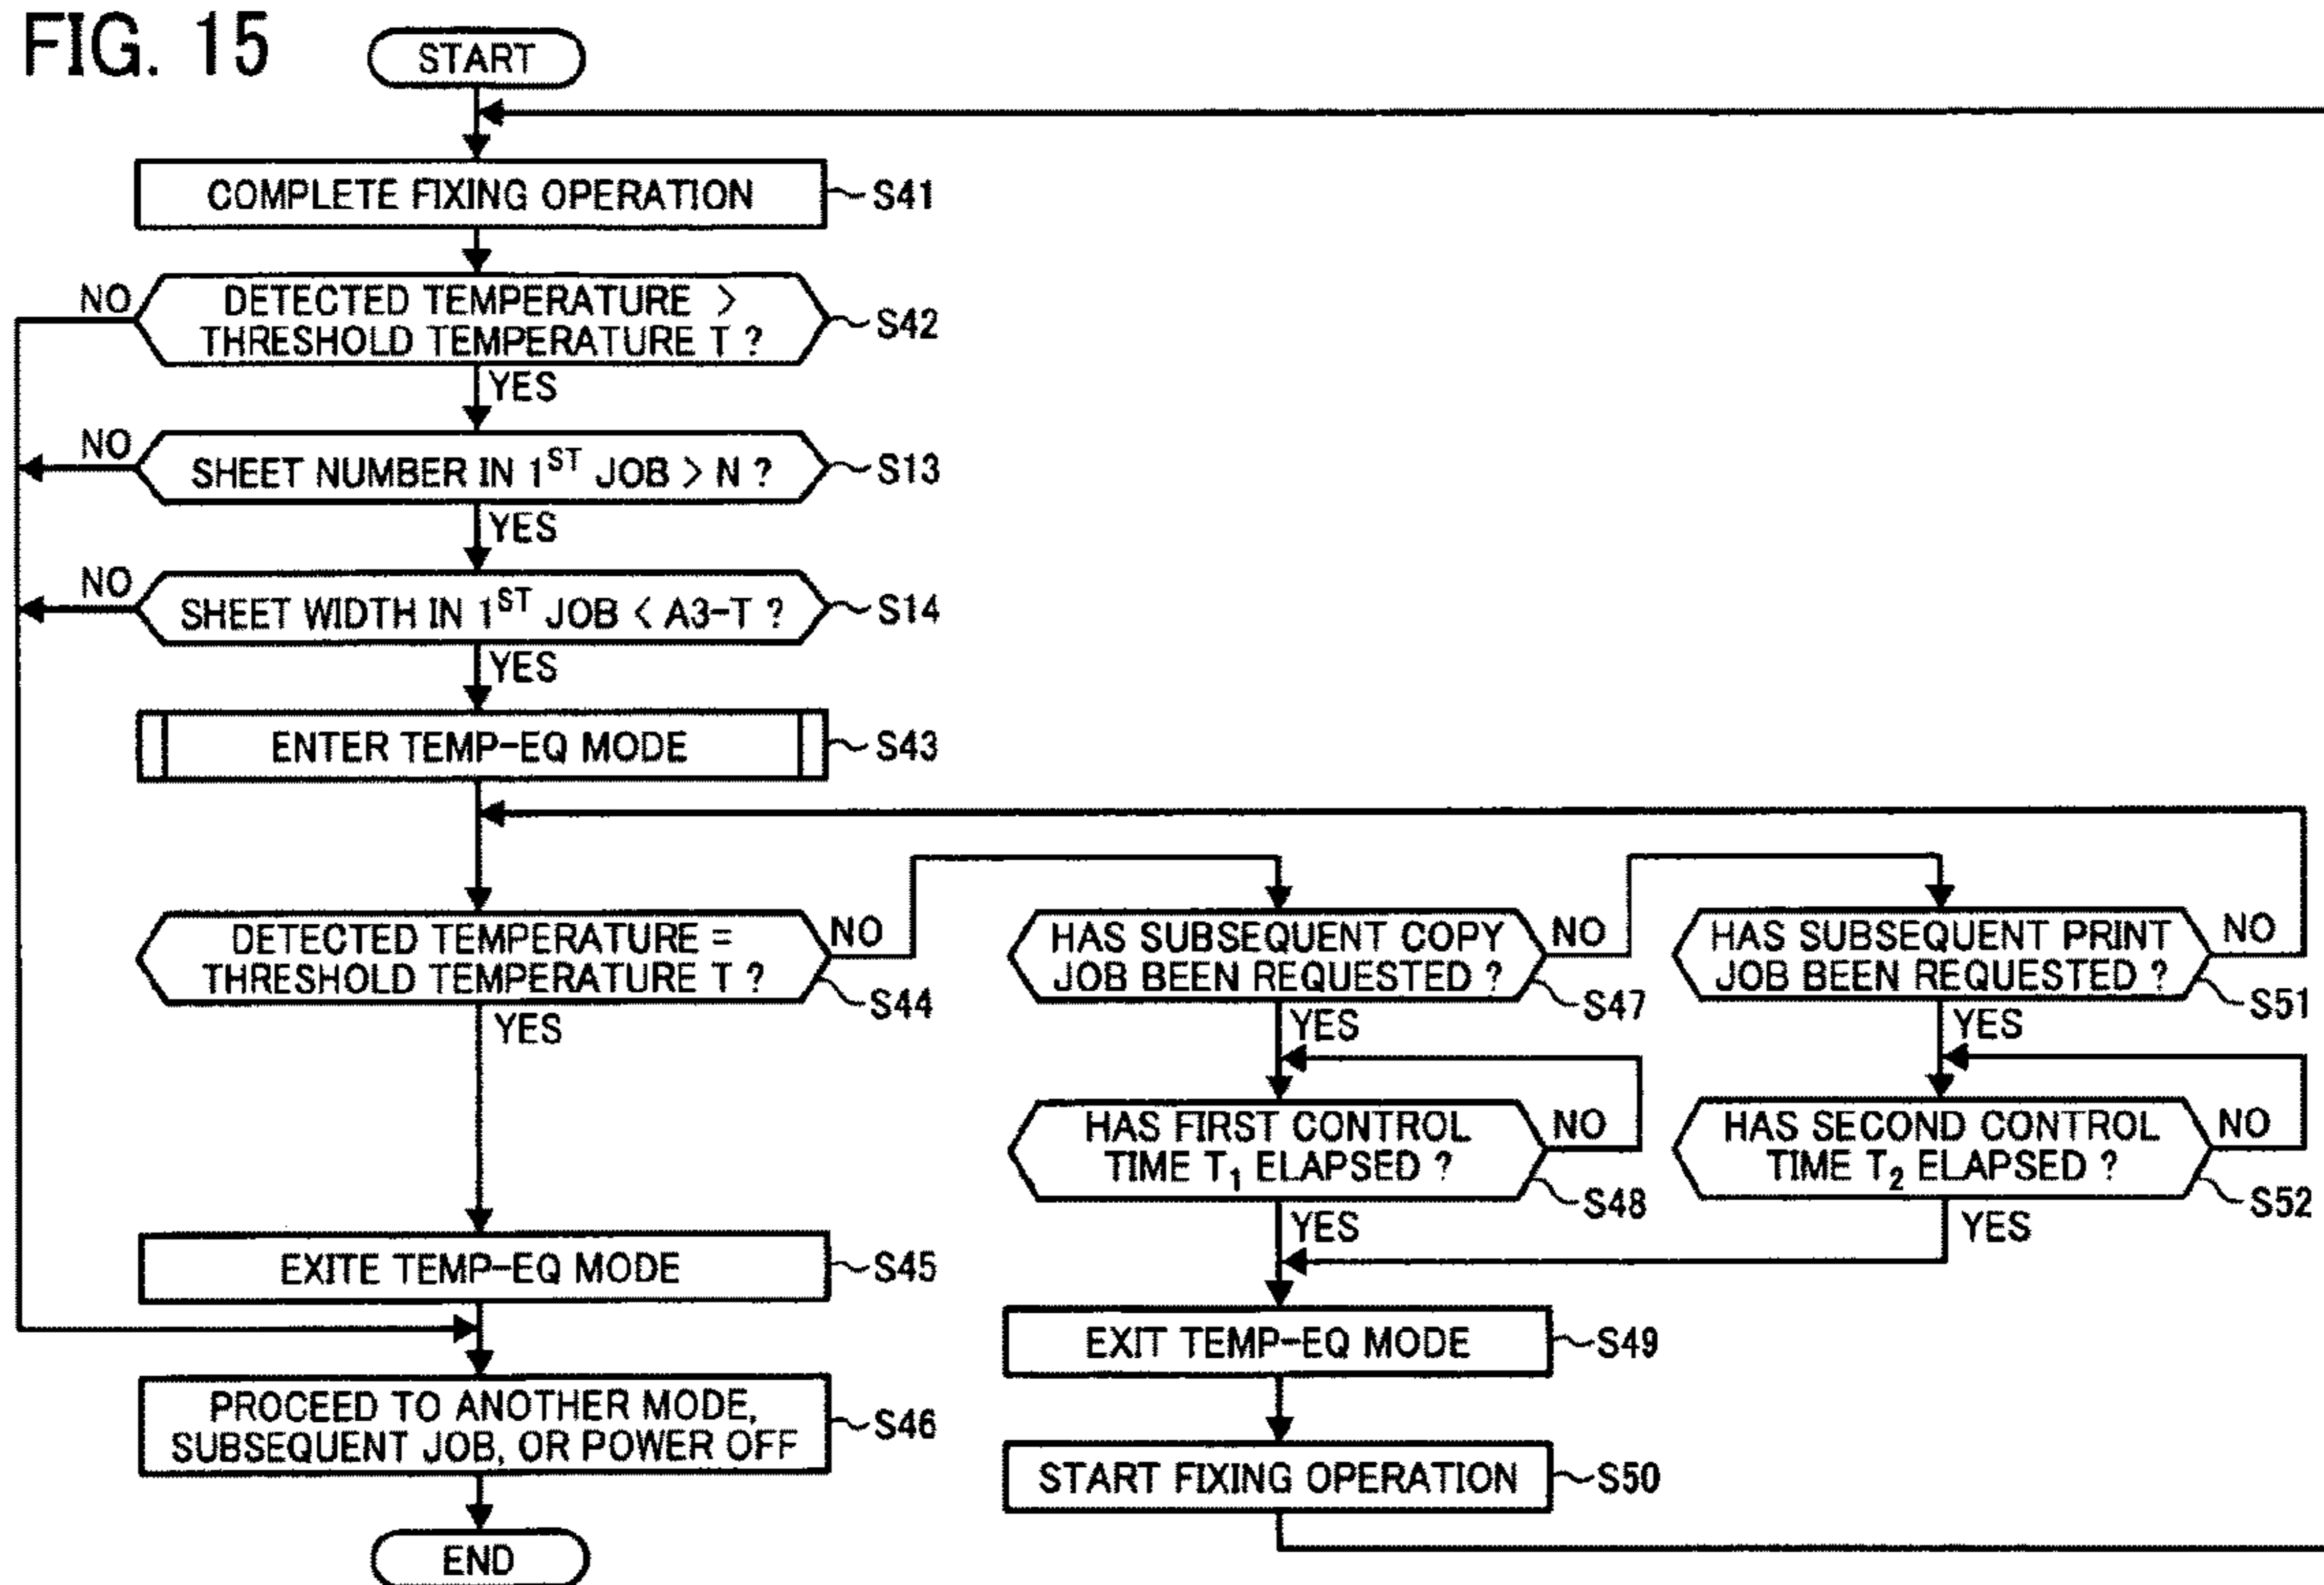 FIG. 15
START
COMPLETE FIXING OPERATION
S41
DETECTED TEMPERATURE >
THRESHOLD TEMPERATURE T ?
S42
NO
YES
SHEET NUMBER IN 1ST JOB > N ?
S13
NO
YES
SHEET WIDTH IN 1ST JOB < A3-T ?
S14
NO
YES
ENTER TEMP-EQ MODE
S43
DETECTED TEMPERATURE =
THRESHOLD TEMPERATURE T ?
S44
NO
YES
EXITE TEMP-EQ MODE
S45
PROCEED TO ANOTHER MODE,
SUBSEQUENT JOB, OR POWER OFF
S46
END
HAS SUBSEQUENT COPY
JOB BEEN REQUESTED ?
S47
NO
YES
HAS FIRST CONTROL
TIME T1 ELAPSED ?
S48
NO
YES
EXIT TEMP-EQ MODE
S49
START FIXING OPERATION
S50
HAS SUBSEQUENT PRINT
JOB BEEN REQUESTED ?
S51
NO
YES
HAS SECOND CONTROL
TIME T2 ELAPSED ?
S52
NO
YES